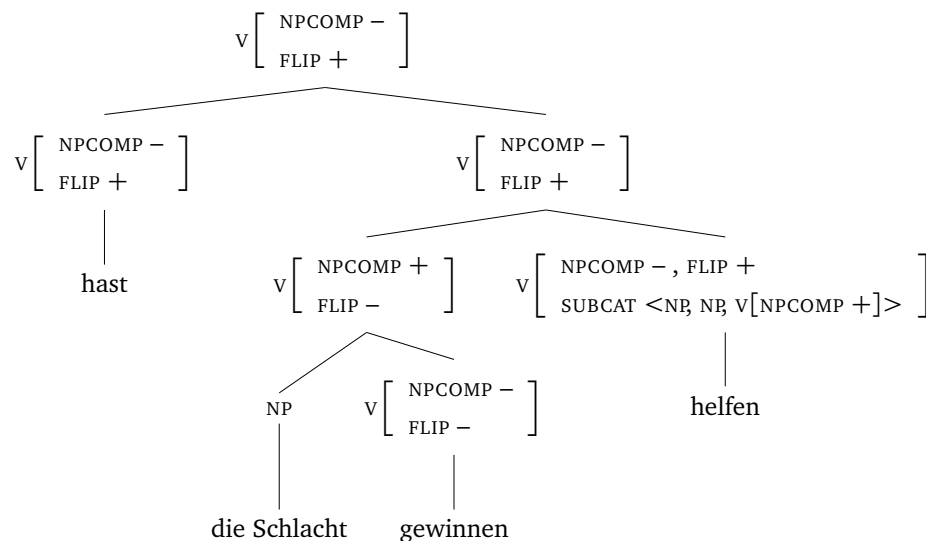 V[ NPCOMP −
FLIP + ]
V[ NPCOMP −
FLIP + ]
V[ NPCOMP −
FLIP + ]
hast
V[ NPCOMP +
FLIP − ]
V[ NPCOMP − , FLIP +
SUBCAT <NP, NP, V[NPCOMP +]> ]
NP
V[ NPCOMP −
FLIP − ]
helfen
die Schlacht
gewinnen